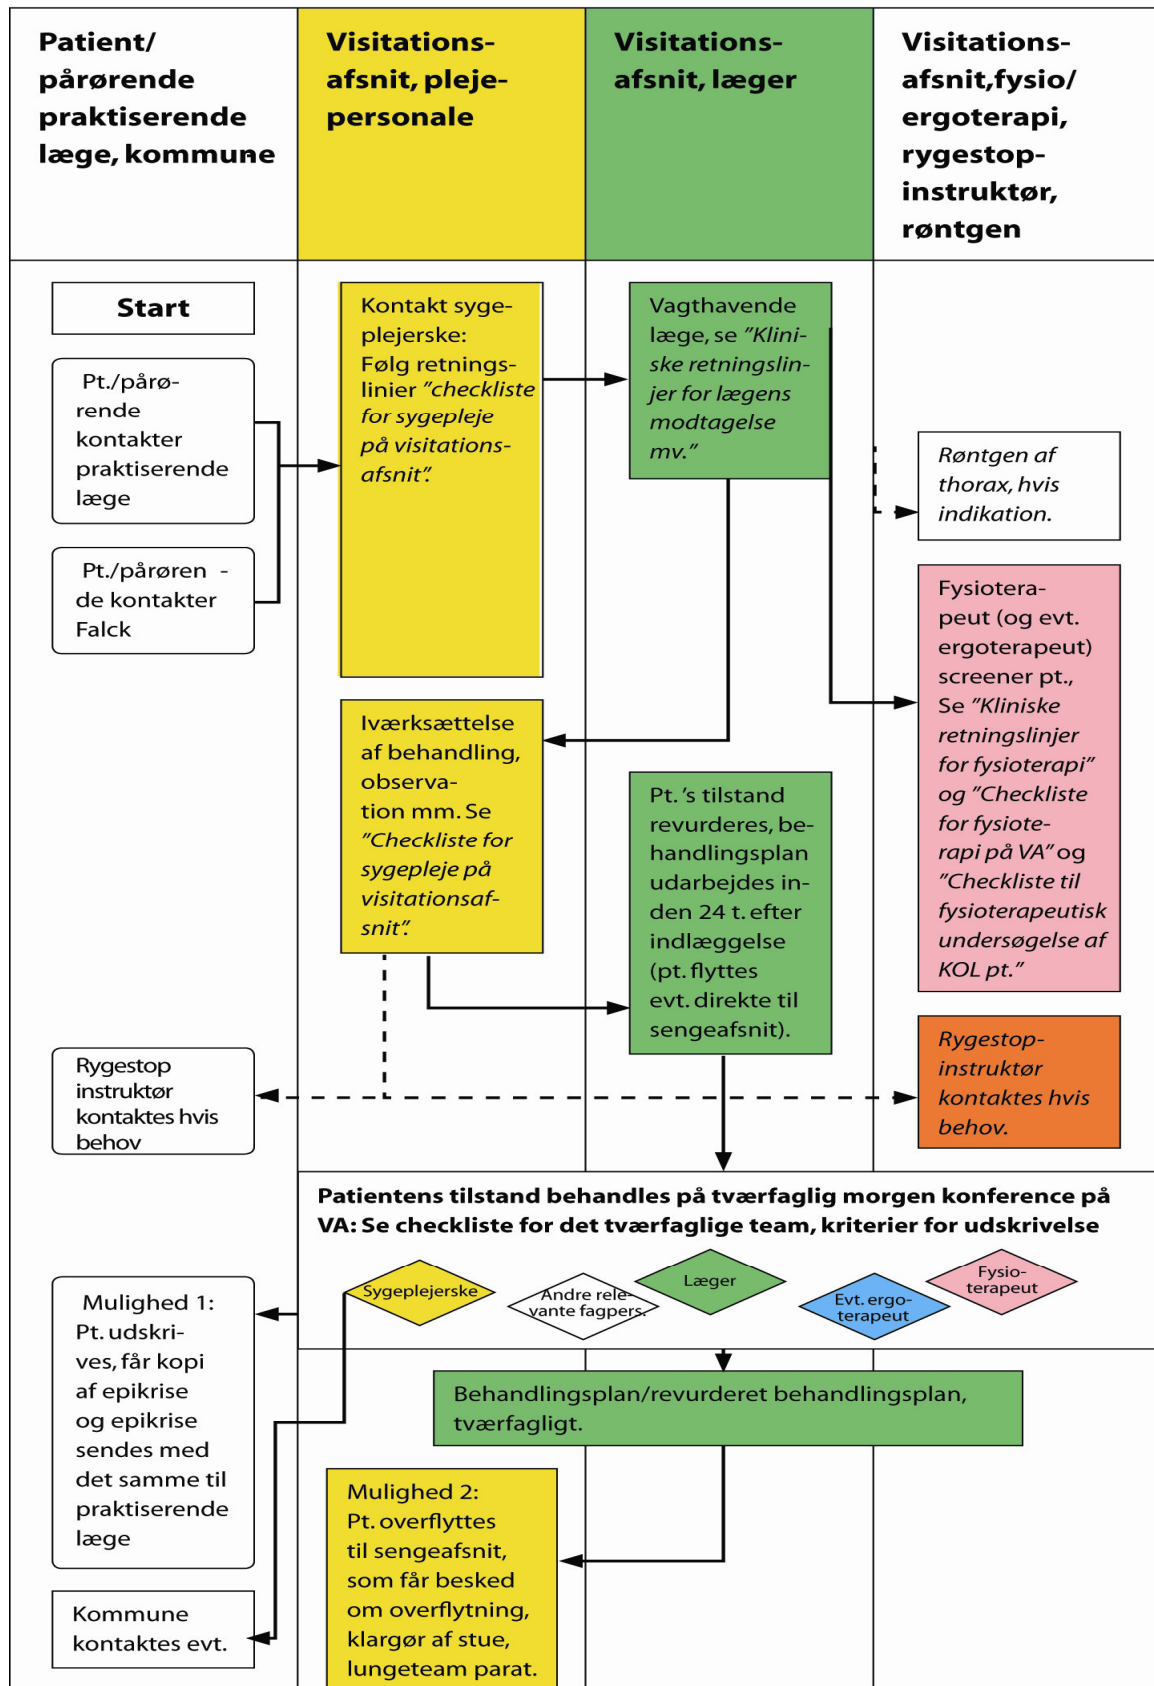 Patient/
pårørende
praktiserende
læge, kommune
Visitations-
afsnit, pleje-
personale
Visitations-
afsnit, læger
Visitations-
afsnit,fysio/
ergoterapi,
rygestop-
instruktør,
røntgen
Start
Pt./pårø-
rende
kontakter
praktiserende
læge
Pt./pårøren -
de kontakter
Falck
Kontakt syge-
plejerske:
Følg retnings-
linier "checkliste
for sygepleje
på visitations-
afsnit".
Vagthavende
læge, se "Klini-
ske retningslin-
jer for lægens
modtagelse
mv."
Røntgen af
thorax, hvis
indikation.
Fysiotera-
peut (og evt.
ergoterapeut)
screener pt.,
Se "Kliniske
retningslinjer
for fysioterapi"
og "Checkliste
for fysiote-
rapi på VA" og
"Checkliste til
fysioterapeutisk
undersøgelse af
KOL pt."
Iværksættelse
af behandling,
observa-
tion mm. Se
"Checkliste for
sygepleje på
visitationsaf-
snit".
Pt. 's tilstand
revurderes, be-
handlingsplan
udarbejdes in-
den 24 t. efter
indlæggelse
(pt. flyttes
evt. direkte til
sengeafsnit).
Rygestop
instruktør
kontaktes hvis
behov
Rygestop-
instruktør
kontaktes hvis
behov.
Patientens tilstand behandles på tværfaglig morgen konference på
VA: Se checkliste for det tværfaglige team, kriterier for udskrivelse
Sygeplejerske
Andre rele-
vante fagpers.
Læger
Evt. ergo-
terapeut
Fysio-
terapeut
Mulighed 1:
Pt. udskri-
ves, får kopi
af epikrise
og epikrise
sendes med
det samme til
praktiserende
læge
Behandlingsplan/revurderet behandlingsplan,
tværfagligt.
Mulighed 2:
Pt. overflyttes
til sengeafsnit,
som får besked
om overflytning,
klargør af stue,
lungeteam parat.
Kommune
kontaktes evt.